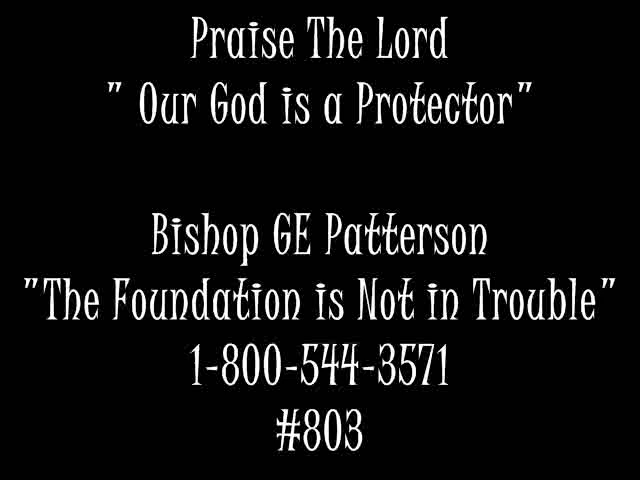 Praise The Lord
" Our God is a Protector"
Bishop GE Patterson
"The Foundation is Not in Trouble"
1-800-544-3571
#803